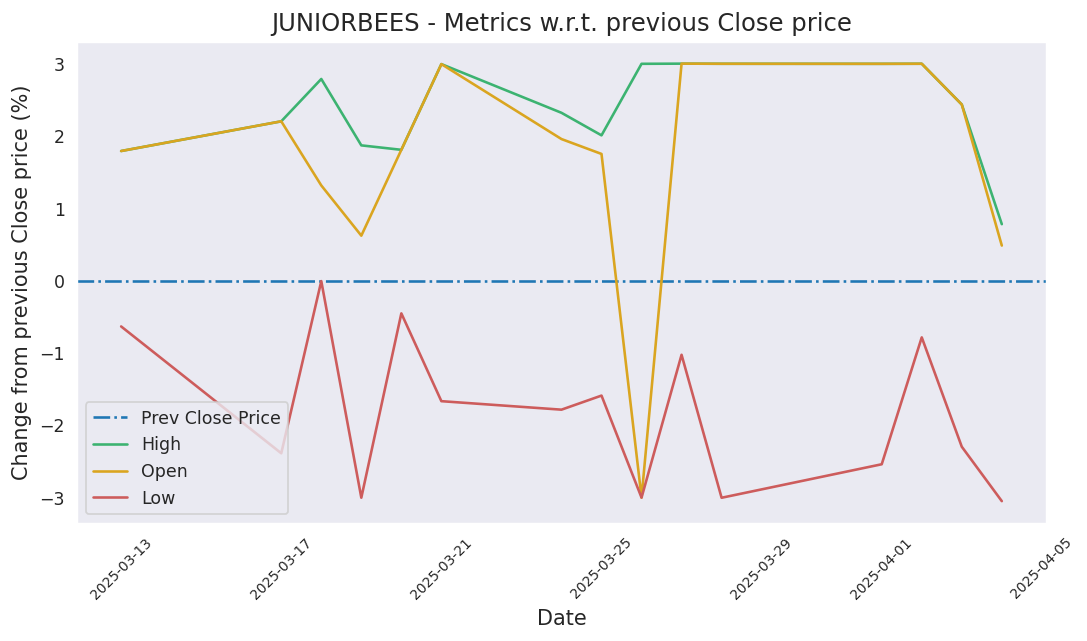 JUNIORBEES - Metrics w.r.t. previous Close price
Change from previous Close price (%)
3
2
1
0
−1
−2
−3
Prev Close Price
High
Open
Low
2025-03-13
2025-03-17
2025-03-21
2025-03-25
2025-03-29
2025-04-01
2025-04-05
Date